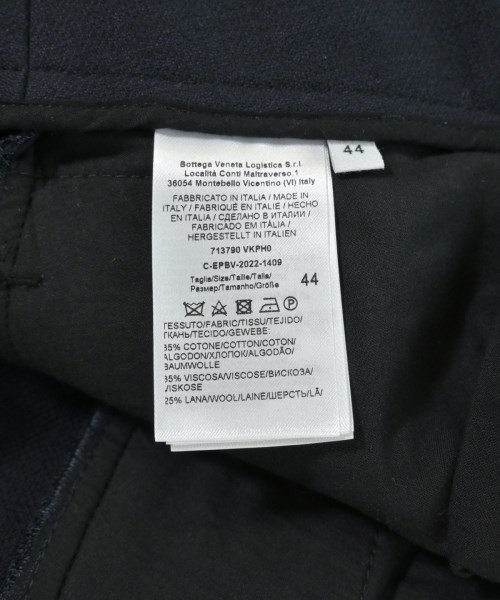 44
Bottega Veneta Logistica S.r.l.
Località Conti Maltraverso,1
36054 Montebello Vicentino (VI) Italy
FABBRICATO IN ITALIA / MADE IN
ITALY / FABRIQUÉ EN ITALIE / HECHO
EN ITALIA / СДЕЛАНО В ИТАЛИИ /
FABRICADO EM ITÁLIA /
HERGESTELLT IN ITALIEN
713790 VKPH0
C-EPBV-2022-1409
Taglia/Size/Taille/Talla/
Размер/Tamanho/Größe 44
TESSUTO/FABRIC/TISSU/TEJIDO/
ТКАНЬ/TECIDO/GEWEBE:
35% COTONE/COTTON/COTON/
ALGODON/ХЛОПОК/ALGODÃO/
BAUMWOLLE
35% VISCOSA/VISCOSE/ВИСКОЗА/
VISKOSE
25% LANA/WOOL/LAINE/ШЕРСТЬ/LÃ/